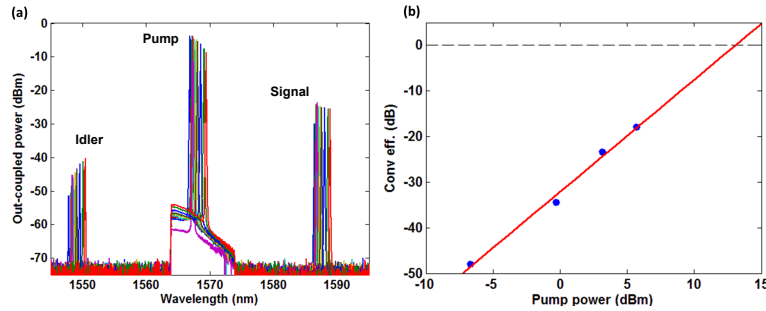 (a)
0
-10
-20
-30
-40
-50
-60
-70
Out-coupled power (dBm)
Pump
Signal
Idler
1550
1560
1570
1580
1590
Wavelength (nm)
(b)
0
-10
-20
-30
-40
-50
Conv eff. (dB)
-10
-5
0
5
10
15
Pump power (dBm)